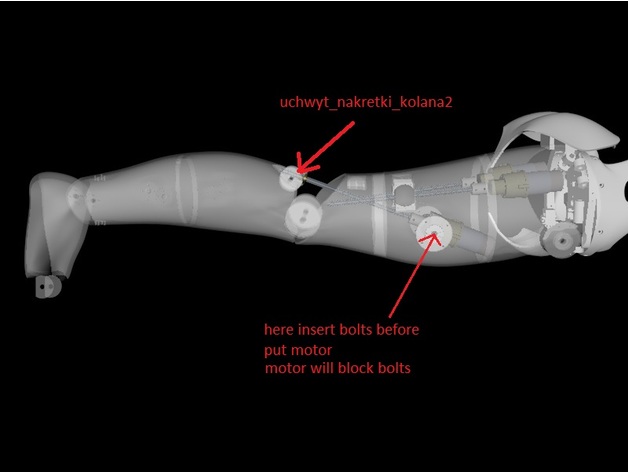 uchwyt_nakretki_kolana2
here insert bolts before
put motor
motor will block bolts